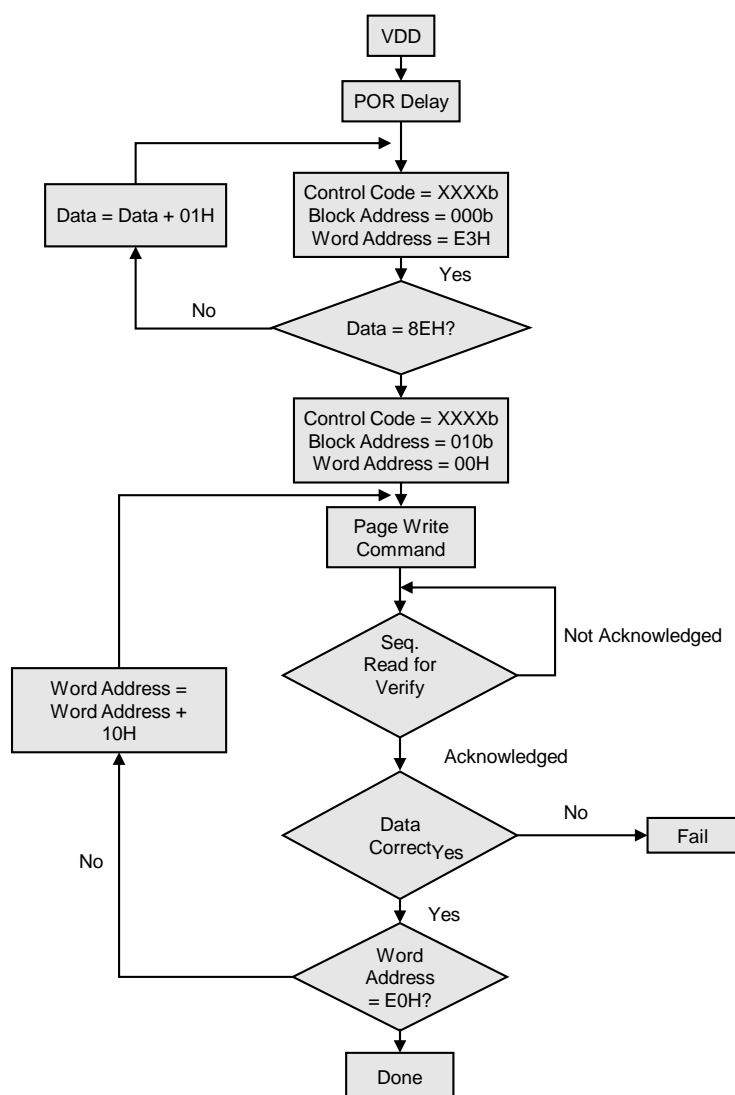 VDD
POR Delay
Data = Data + 01H
Control Code = XXXXb
Block Address = 000b
Word Address = E3H
Yes
No
Data = 8EH?
Control Code = XXXXb
Block Address = 010b
Word Address = 00H
Page Write
Command
Seq.
Read for
Verify
Not Acknowledged
Word Address =
Word Address +
10H
Acknowledged
Data
Correct
Yes
No
Fail
No
Yes
Word
Address
= E0H?
Done